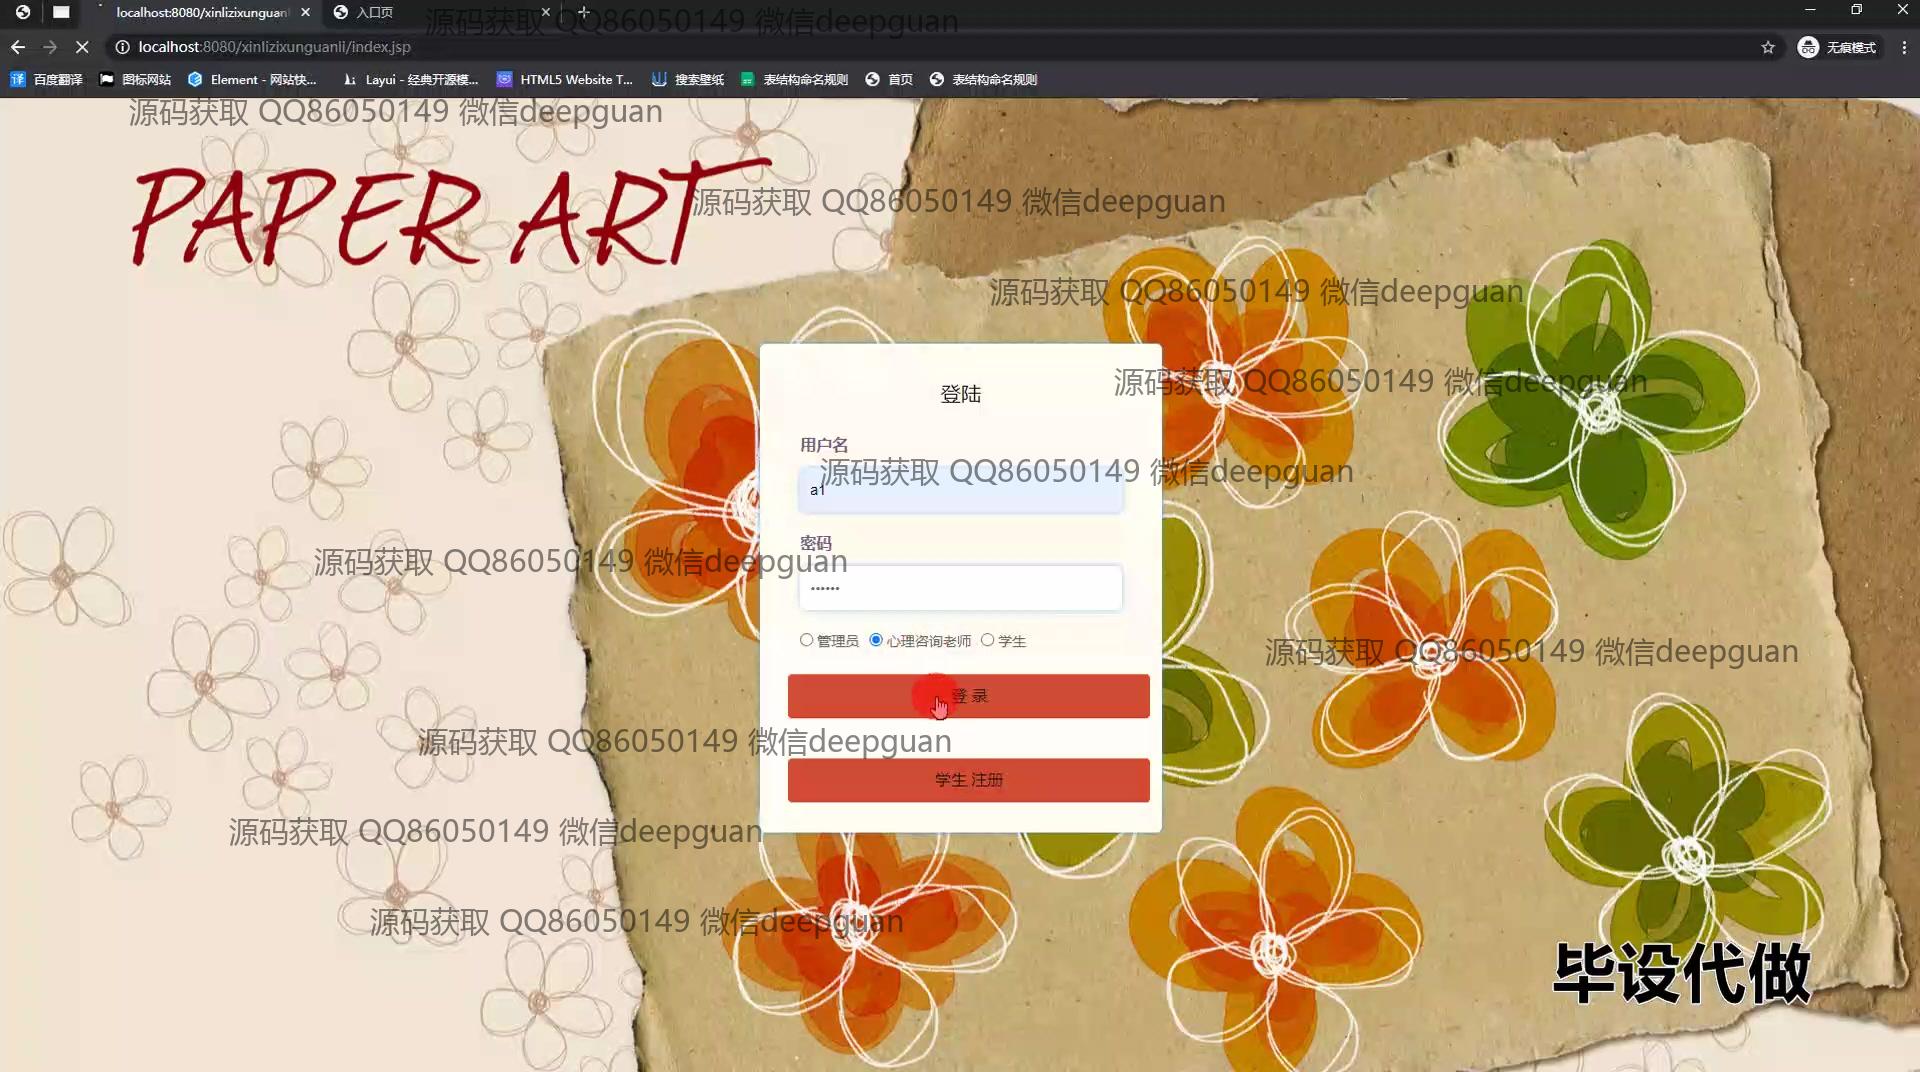 localhost:8080/xinlizixunguanl
入口页
源码获取 QQ86050149 微信deepguan
localhost:8080/xinlizixunguanli/index.jsp
无痕模式
百度翻译
图标网站
Element - 网站快...
Layui - 经典开源模...
HTML5 Website T...
搜索壁纸
表结构命名规则
首页
表结构命名规则
源码获取 QQ86050149 微信deepguan
PAPER ART
源码获取 QQ86050149 微信deepguan
源码获取 QQ86050149 微信deepguan
源码获取 QQ86050149 微信deepguan
登陆
用户名
源码获取 QQ86050149 微信deepguan
a1
密码
源码获取 QQ86050149 微信deepguan
••••••
管理员 心理咨询老师 学生
源码获取 QQ86050149 微信deepguan
登 录
源码获取 QQ86050149 微信deepguan
学生 注册
源码获取 QQ86050149 微信deepguan
源码获取 QQ86050149 微信deepguan
毕设代做